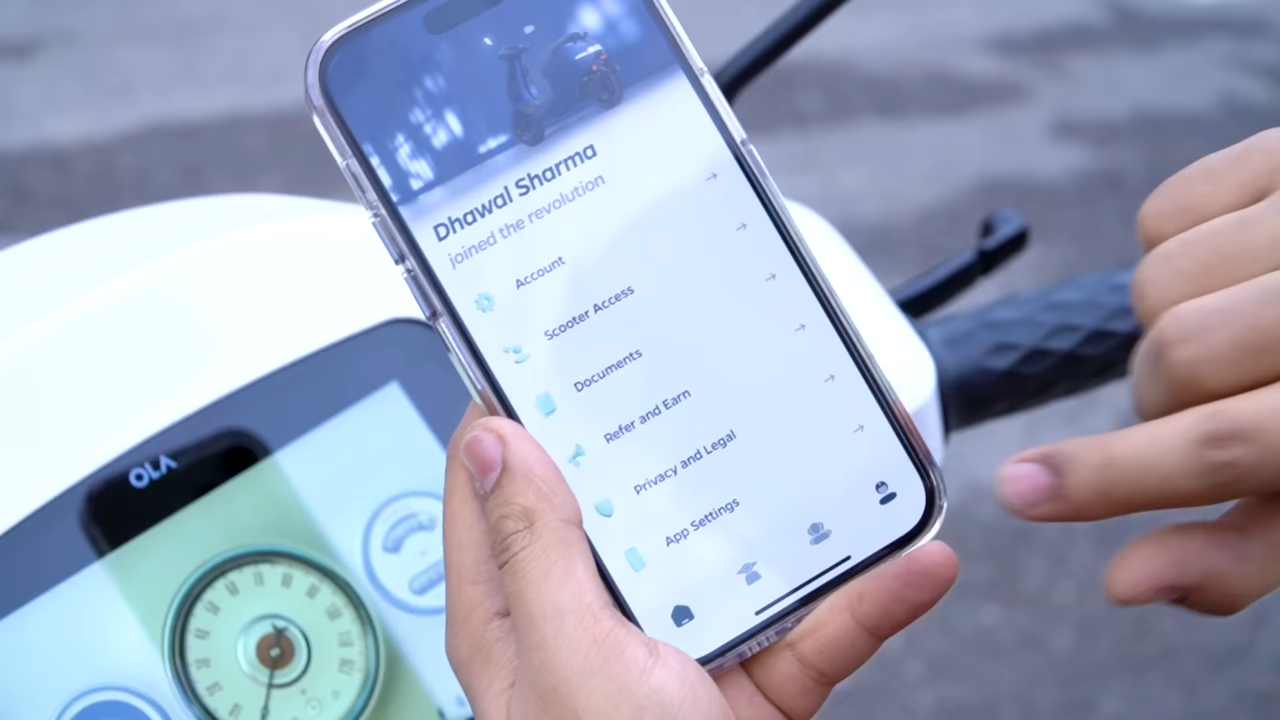 Dhawal Sharma
joined the revolution
Account
Scooter Access
Documents
Refer and Earn
Privacy and Legal
App Settings
OLA